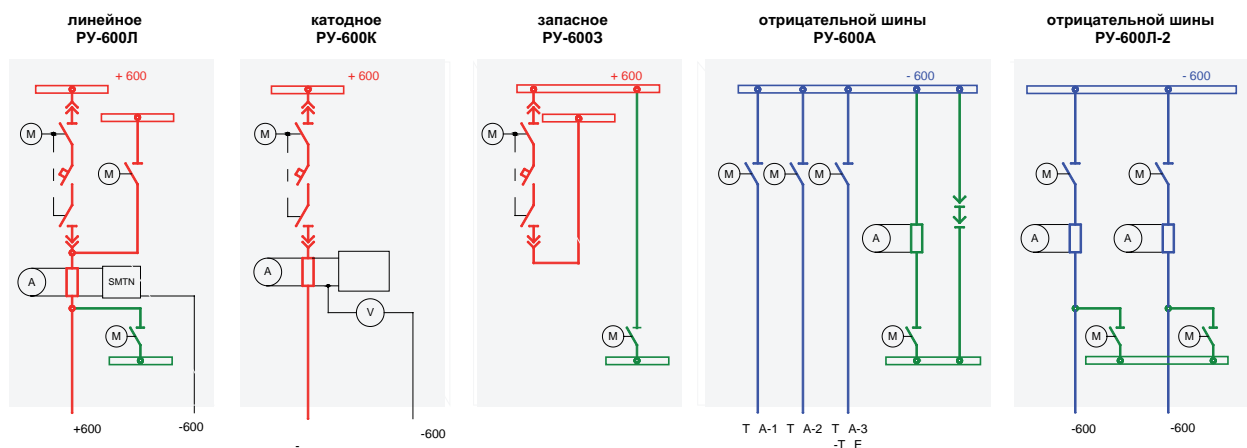 линейное
РУ-600Л
+ 600
M
M
A
SMTN
M
+600
-600
катодное
РУ-600К
+ 600
M
A
V
-
-600
запасное
РУ-600З
+ 600
M
M
отрицательной шины
РУ-600А
- 600
M
M
M
A
M
T A-1
T A-2
T A-3
-T E
отрицательной шины
РУ-600Л-2
- 600
M
M
A
A
M
M
-600
-600